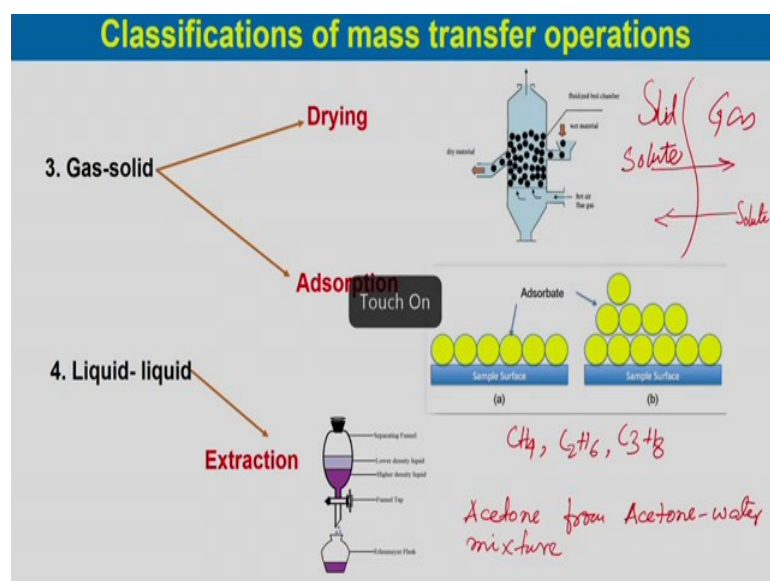 Classifications of mass transfer operations
3. Gas-solid
Drying
Adsorption
4. Liquid- liquid
Extraction
fluidized bed chamber
wet material
dry material
hot air
flue gas
Slid Gas
Solute
Solute
Touch On
Adsorbate
Sample Surface
Sample Surface
(a)
(b)
CH4, C2H6, C3H8
Separating Funnel
Lower density liquid
Higher density liquid
Funnel Tap
Erlenmeyer Flask
Acetone from Acetone-water
mixture